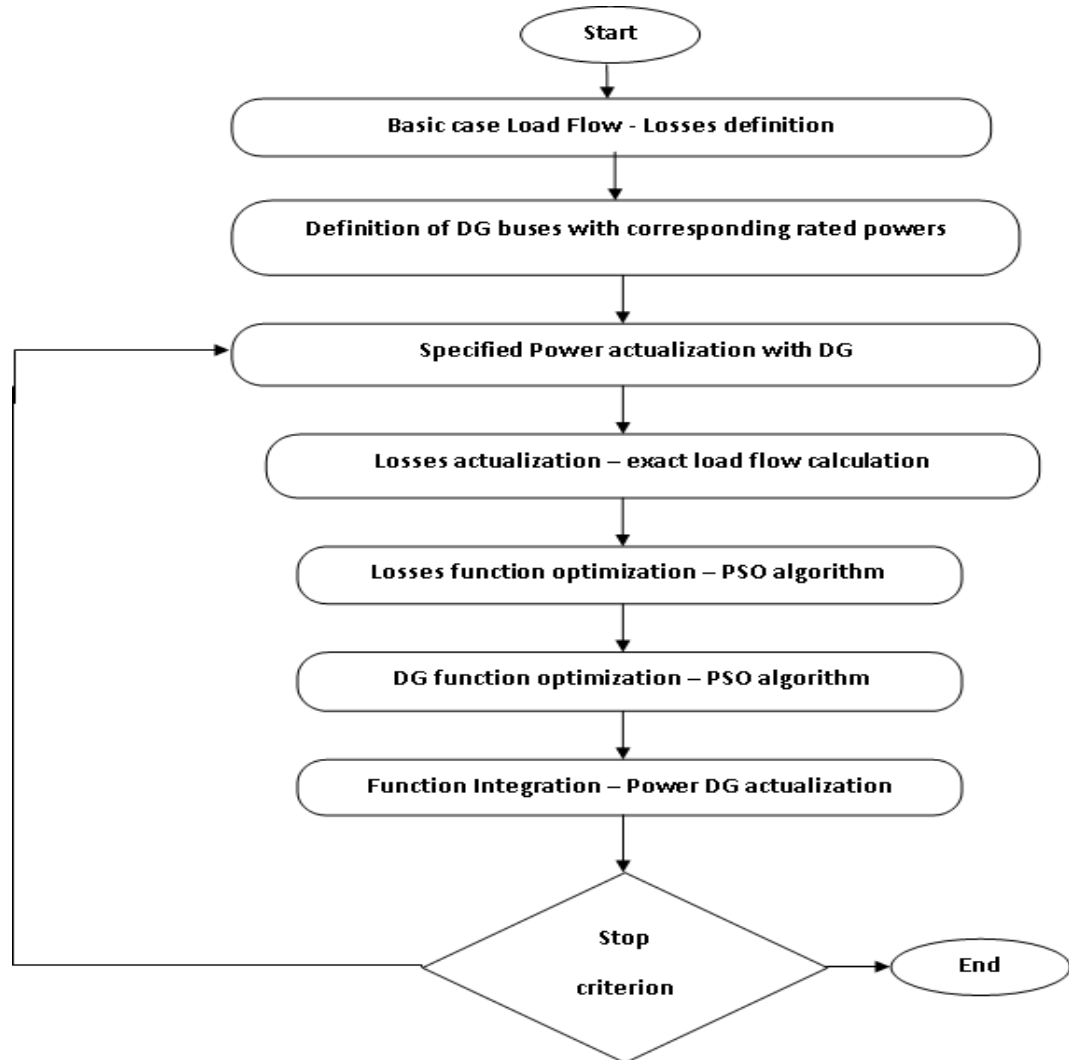 Start
Basic case Load Flow - Losses definition
Definition of DG buses with corresponding rated powers
Specified Power actualization with DG
Losses actualization – exact load flow calculation
Losses function optimization – PSO algorithm
DG function optimization – PSO algorithm
Function Integration – Power DG actualization
Stop
criterion
End